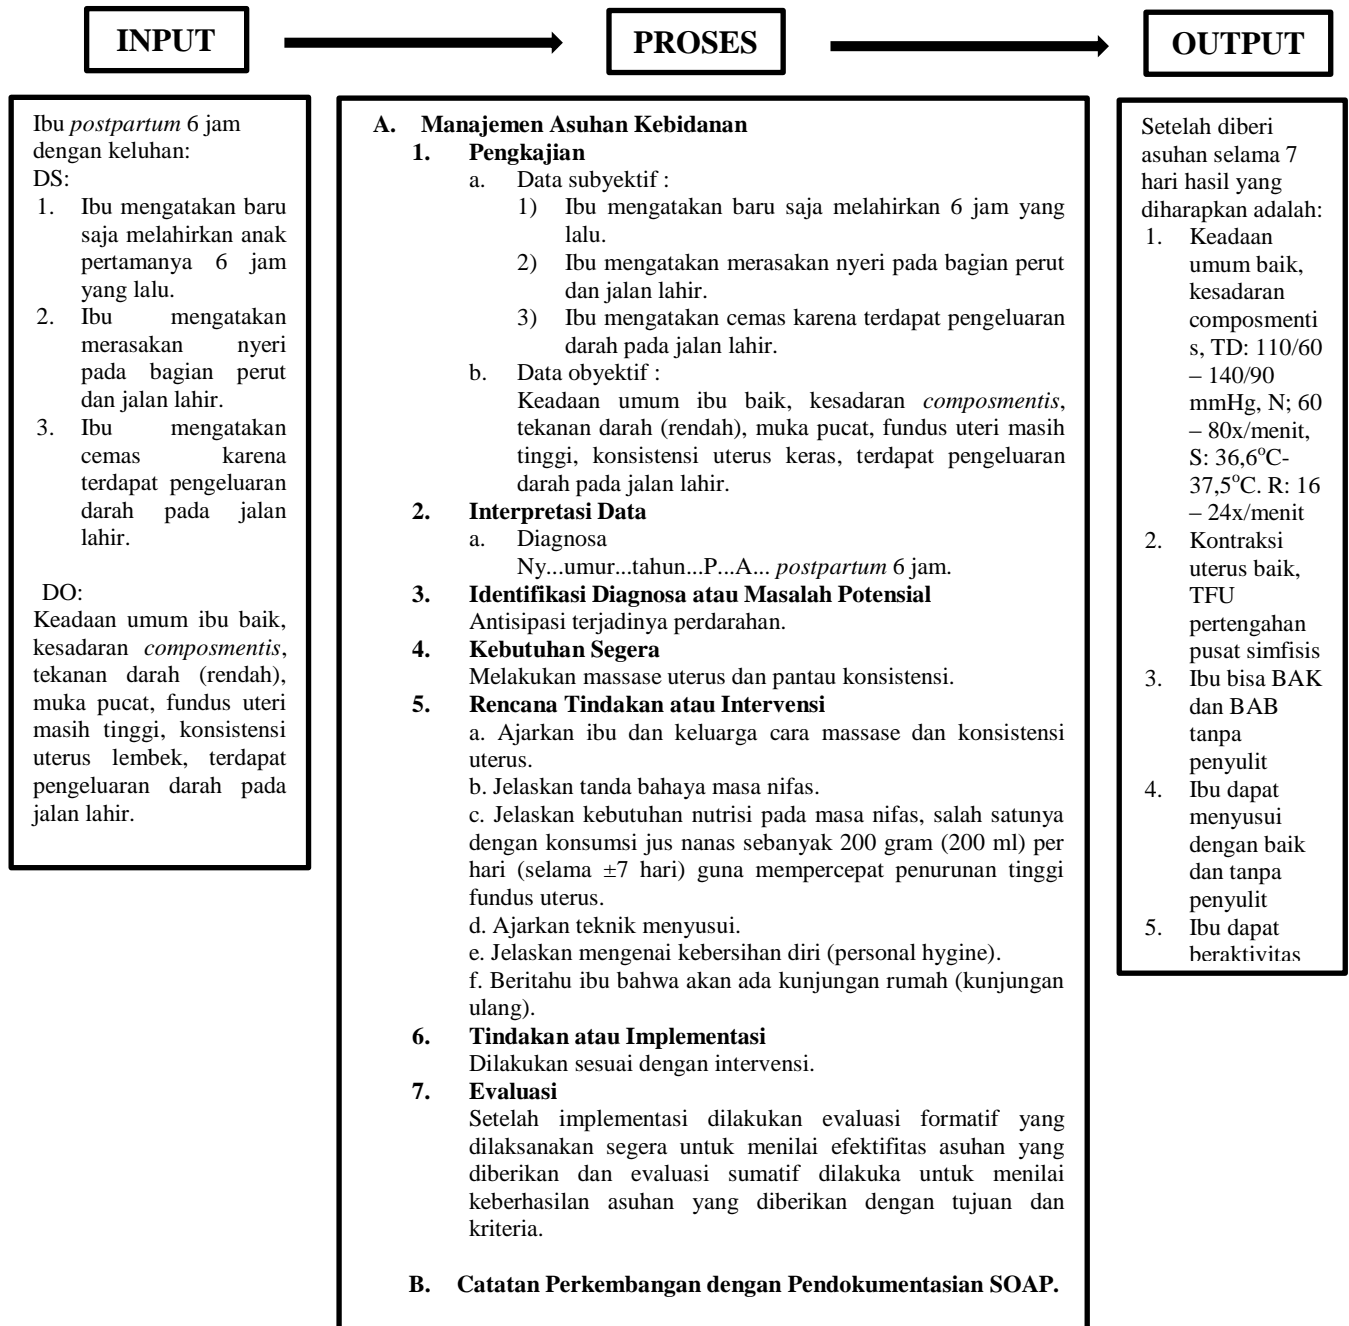 INPUT
PROSES
OUTPUT
Ibu postpartum 6 jam
dengan keluhan:
DS:
1. Ibu mengatakan baru
saja melahirkan anak
pertamanya 6 jam
yang lalu.
2. Ibu mengatakan
merasakan nyeri
pada bagian perut
dan jalan lahir.
3. Ibu mengatakan
cemas karena
terdapat pengeluaran
darah pada jalan
lahir.
DO:
Keadaan umum ibu baik,
kesadaran composmentis,
tekanan darah (rendah),
muka pucat, fundus uteri
masih tinggi, konsistensi
uterus lembek, terdapat
pengeluaran darah pada
jalan lahir.
A. Manajemen Asuhan Kebidanan
1. Pengkajian
a. Data subyektif :
1) Ibu mengatakan baru saja melahirkan 6 jam yang
lalu.
2) Ibu mengatakan merasakan nyeri pada bagian perut
dan jalan lahir.
3) Ibu mengatakan cemas karena terdapat pengeluaran
darah pada jalan lahir.
b. Data obyektif :
Keadaan umum ibu baik, kesadaran composmentis,
tekanan darah (rendah), muka pucat, fundus uteri masih
tinggi, konsistensi uterus keras, terdapat pengeluaran
darah pada jalan lahir.
2. Interpretasi Data
a. Diagnosa
Ny...umur...tahun...P...A... postpartum 6 jam.
3. Identifikasi Diagnosa atau Masalah Potensial
Antisipasi terjadinya perdarahan.
4. Kebutuhan Segera
Melakukan massase uterus dan pantau konsistensi.
5. Rencana Tindakan atau Intervensi
a. Ajarkan ibu dan keluarga cara massase dan konsistensi
uterus.
b. Jelaskan tanda bahaya masa nifas.
c. Jelaskan kebutuhan nutrisi pada masa nifas, salah satunya
dengan konsumsi jus nanas sebanyak 200 gram (200 ml) per
hari (selama ±7 hari) guna mempercepat penurunan tinggi
fundus uterus.
d. Ajarkan teknik menyusui.
e. Jelaskan mengenai kebersihan diri (personal hygine).
f. Beritahu ibu bahwa akan ada kunjungan rumah (kunjungan
ulang).
6. Tindakan atau Implementasi
Dilakukan sesuai dengan intervensi.
7. Evaluasi
Setelah implementasi dilakukan evaluasi formatif yang
dilaksanakan segera untuk menilai efektifitas asuhan yang
diberikan dan evaluasi sumatif dilakuka untuk menilai
keberhasilan asuhan yang diberikan dengan tujuan dan
kriteria.
B. Catatan Perkembangan dengan Pendokumentasian SOAP.
Setelah diberi
asuhan selama 7
hari hasil yang
diharapkan adalah:
1. Keadaan
umum baik,
kesadaran
composmenti
s, TD: 110/60
– 140/90
mmHg, N; 60
– 80x/menit,
S: 36,6°C-
37,5°C. R: 16
– 24x/menit
2. Kontraksi
uterus baik,
TFU
pertengahan
pusat simfisis
3. Ibu bisa BAK
dan BAB
tanpa
penyulit
4. Ibu dapat
menyusui
dengan baik
dan tanpa
penyulit
5. Ibu dapat
beraktivitas